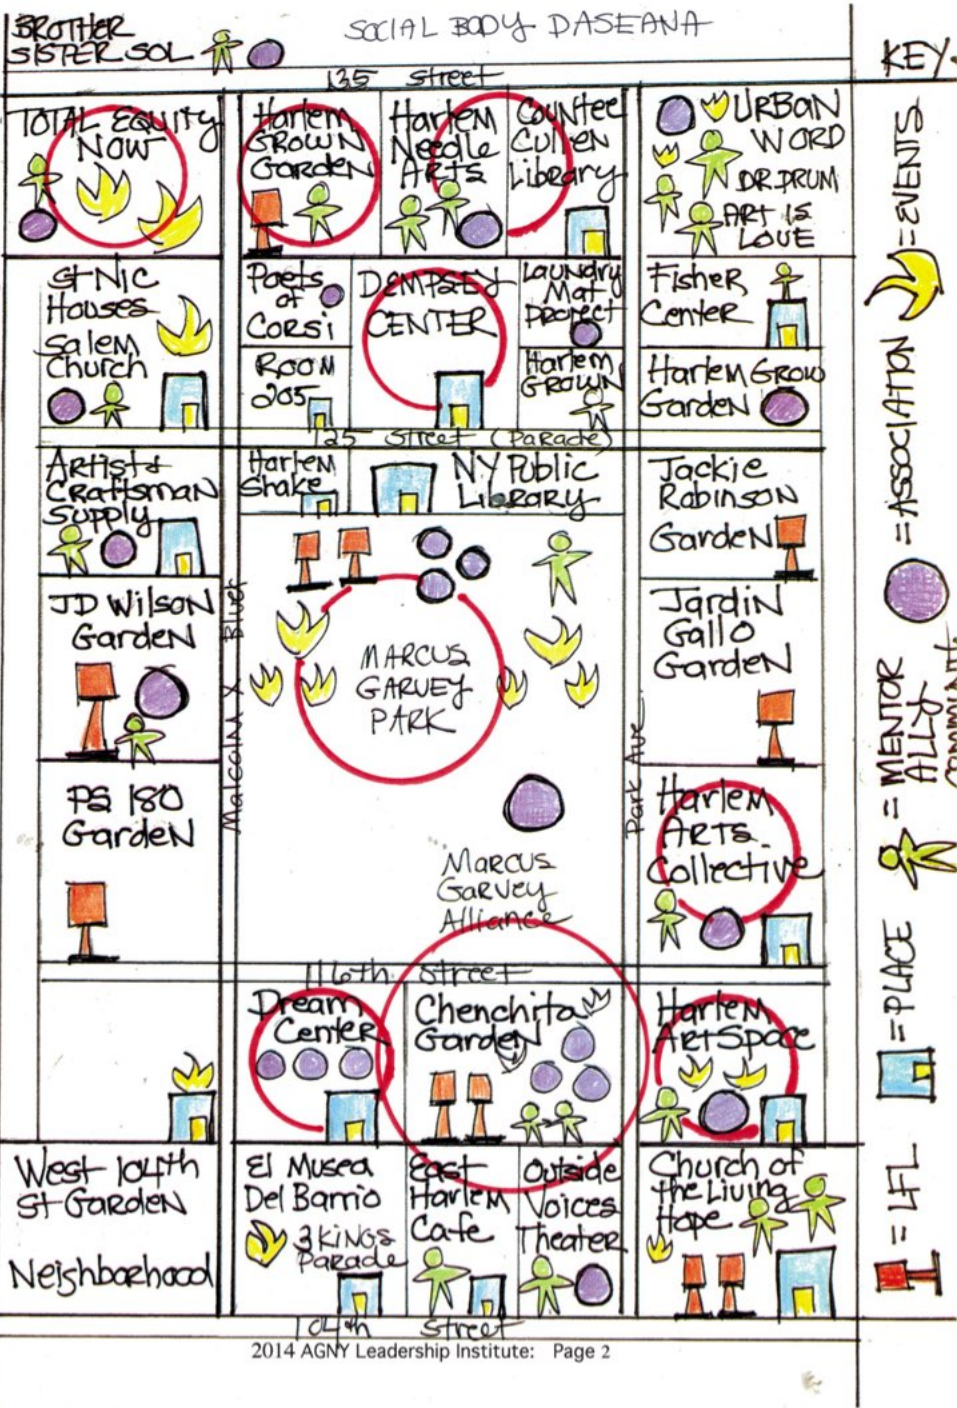 BROTHER
SISTER SOL
SOCIAL BODY DASEANA
KEY.
135 Street
TOTAL EQUITY
NOW
Harlem
GROWN
GARDEN
Harlem
Needle
ARTS
Countee
Cullen
Library
URBAN
WORD
DR. DRUM
ART IS
LOVE
St NIC
Houses
Salem
Church
Poets
of
Corsi
DEMPSEY
CENTER
Laundry
Mat
Project
Fisher
Center
Room
205
Harlem
GROWN
Harlem Grow
Garden
125 Street (Parade)
Artist &
Craftsman
Supply
Harlem
Shake
NY Public
Library
Jackie
Robinson
Garden
JD Wilson
Garden
Malcolm X Blvd
MARCUS
GARVEY
PARK
Jardin
Gallo
Garden
Park Ave
PS 180
Garden
Marcus
Garvey
Alliance
Harlem
ARTS
Collective
116th Street
Dream
Center
Chenchita
Garden
Harlem
Art Space
West 104th
St Garden
Neighborhood
El Musea
Del Barrio
3 KINGS
Parade
East
Harlem
Cafe
Outside
Voices
Theater
Church of
the Living
Hope
104th Street
2014 AGNY Leadership Institute: Page 2
= EVENTS
= ASSOCIATION
= MENTOR
ALLY
= PLACE
= LFL